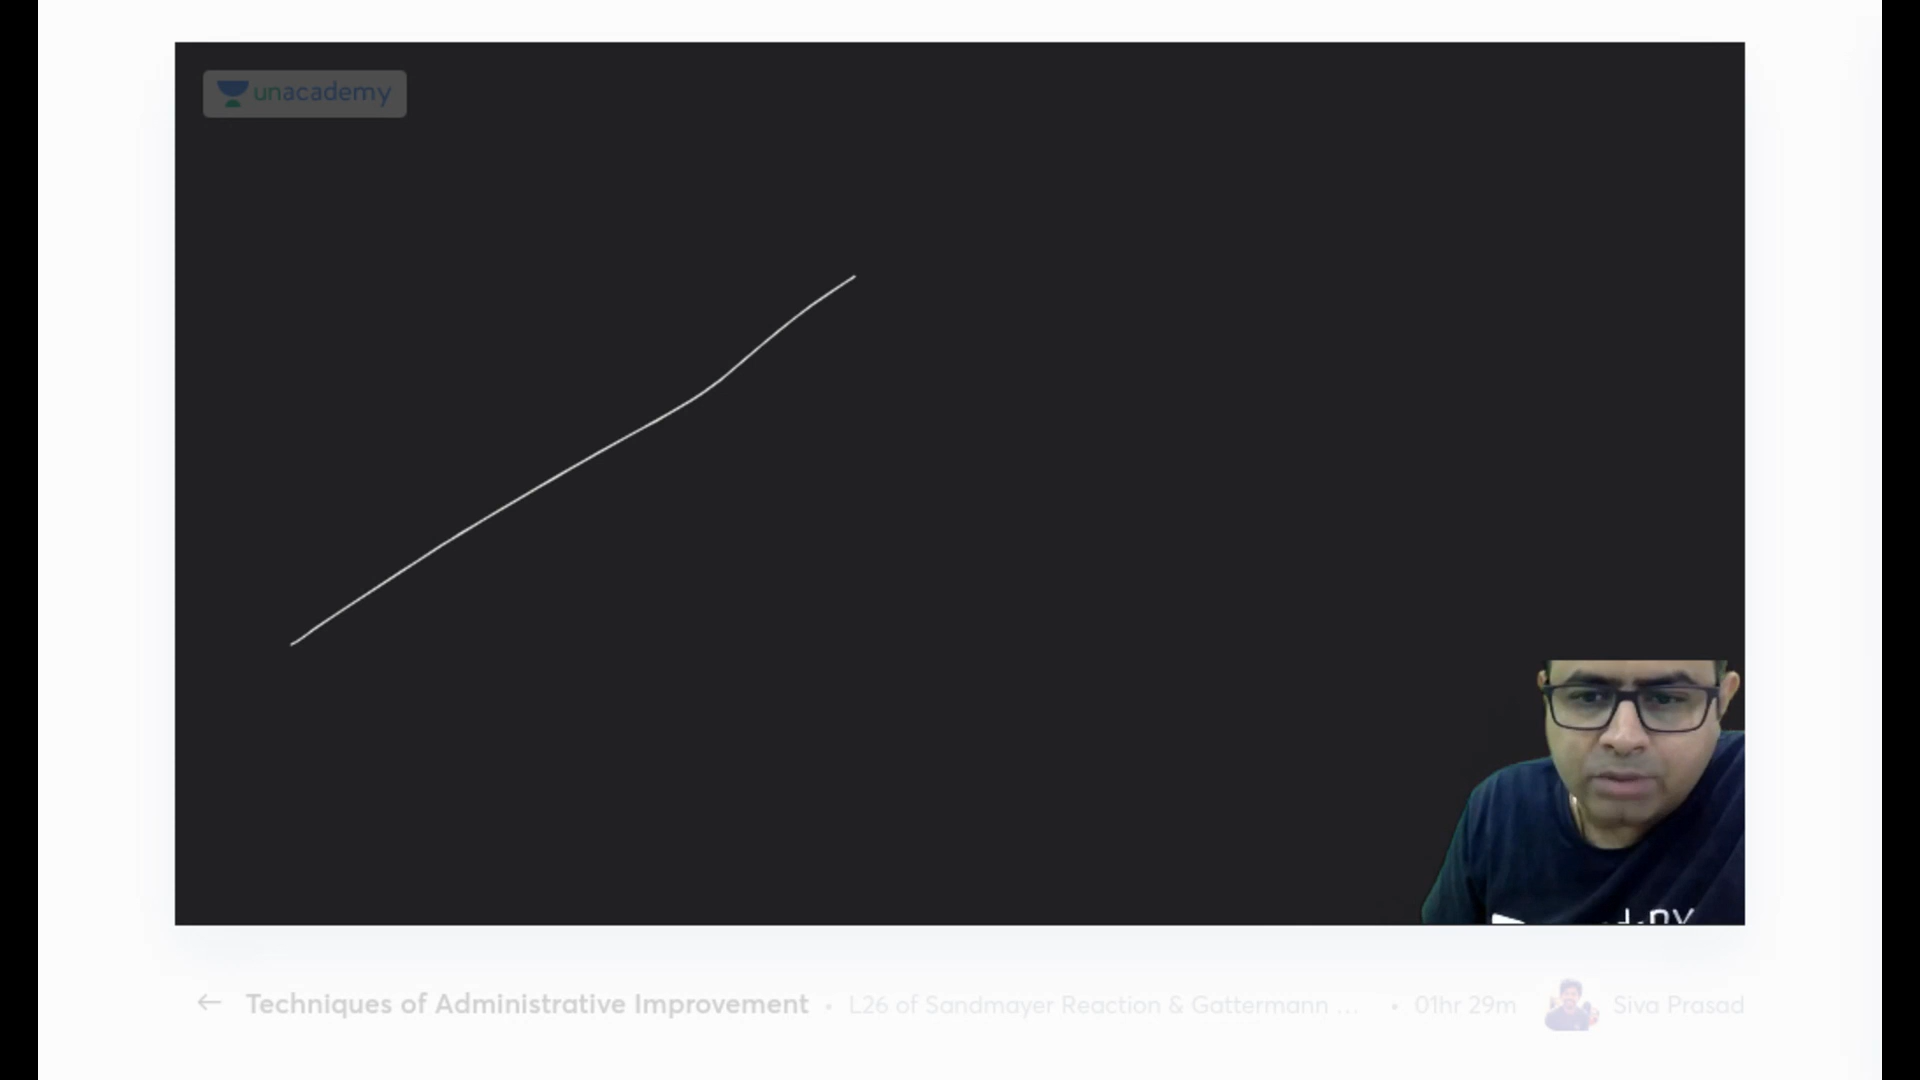 unacademy
Techniques of Administrative Improvement • L26 of Sandmayer Reaction & Gattermann ... • 01hr 29m Siva Prasad